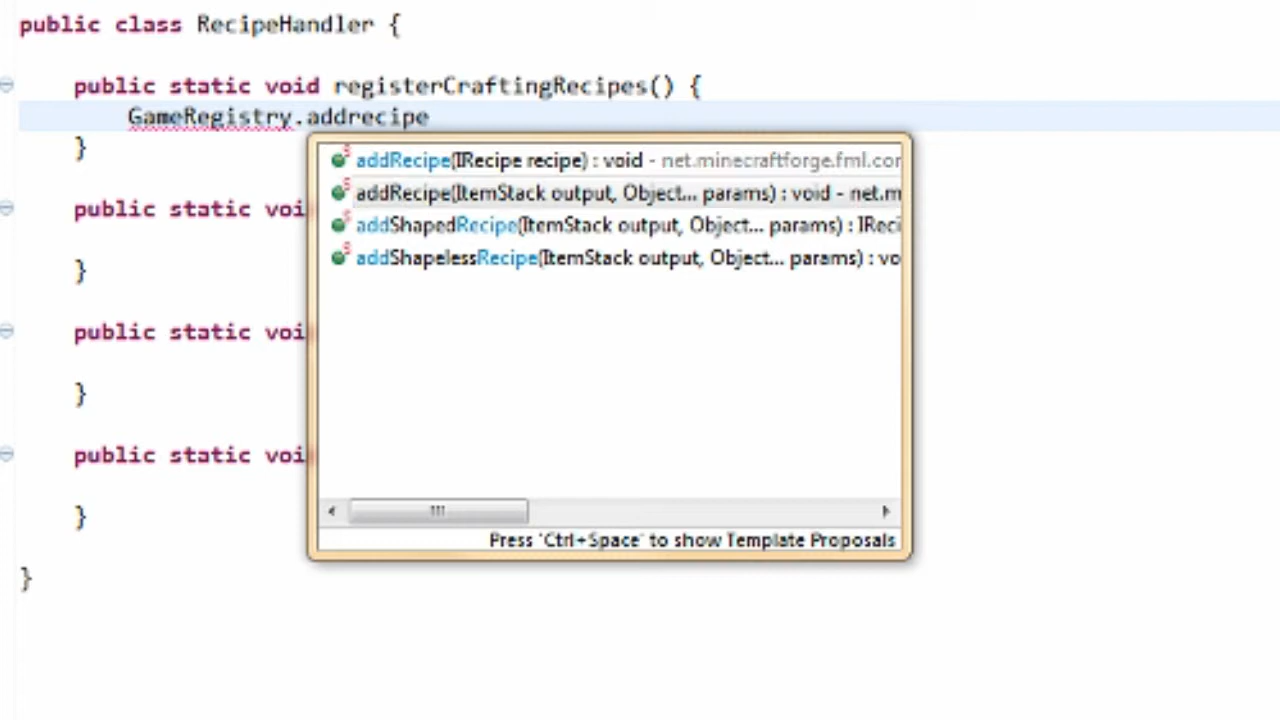 public class RecipeHandler {
public static void registerCraftingRecipes() {
GameRegistry.addrecipe
}
addRecipe(IRecipe recipe) : void - net.minecraftforge.fml.cor
addRecipe(ItemStack output, Object... params) : void - net.m
public static voi
addShapedRecipe(ItemStack output, Object... params) : IReci
addShapelessRecipe(ItemStack output, Object... params) : vo
}
public static voi
}
public static voi
}
Press 'Ctrl+Space' to show Template Proposals
}